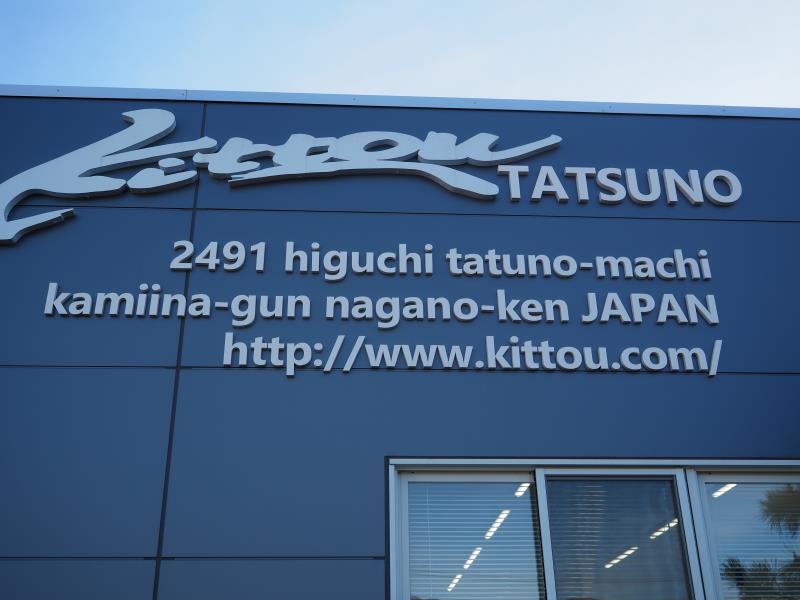 Kittou TATSUNO
2491 higuchi tatuno-machi
kamiina-gun nagano-ken JAPAN
http://www.kittou.com/